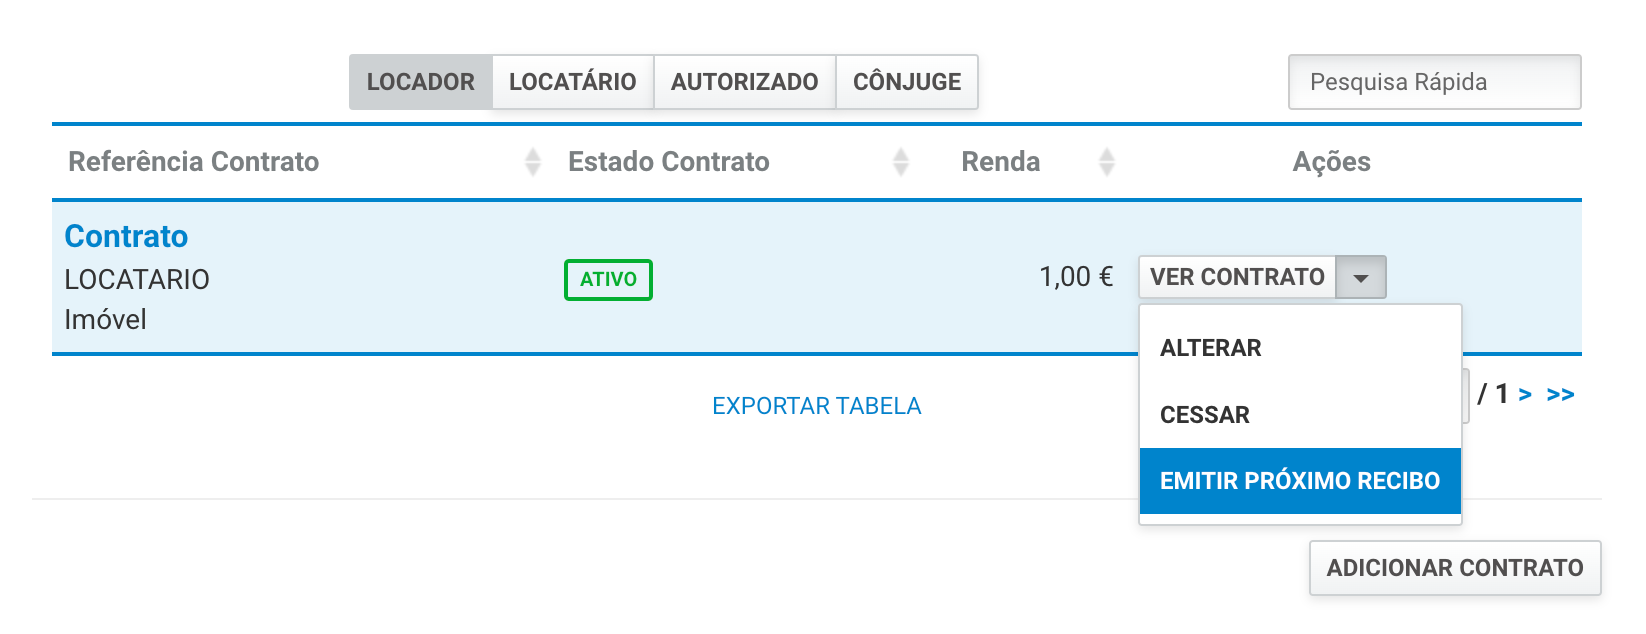 LOCADOR LOCATÁRIO AUTORIZADO CÔNJUGE Pesquisa Rápida
Referência Contrato Estado Contrato Renda Ações
Contrato
LOCATARIO
Imóvel
ATIVO 1,00 € VER CONTRATO
ALTERAR
CESSAR
EMITIR PRÓXIMO RECIBO
EXPORTAR TABELA / 1 > >>
ADICIONAR CONTRATO